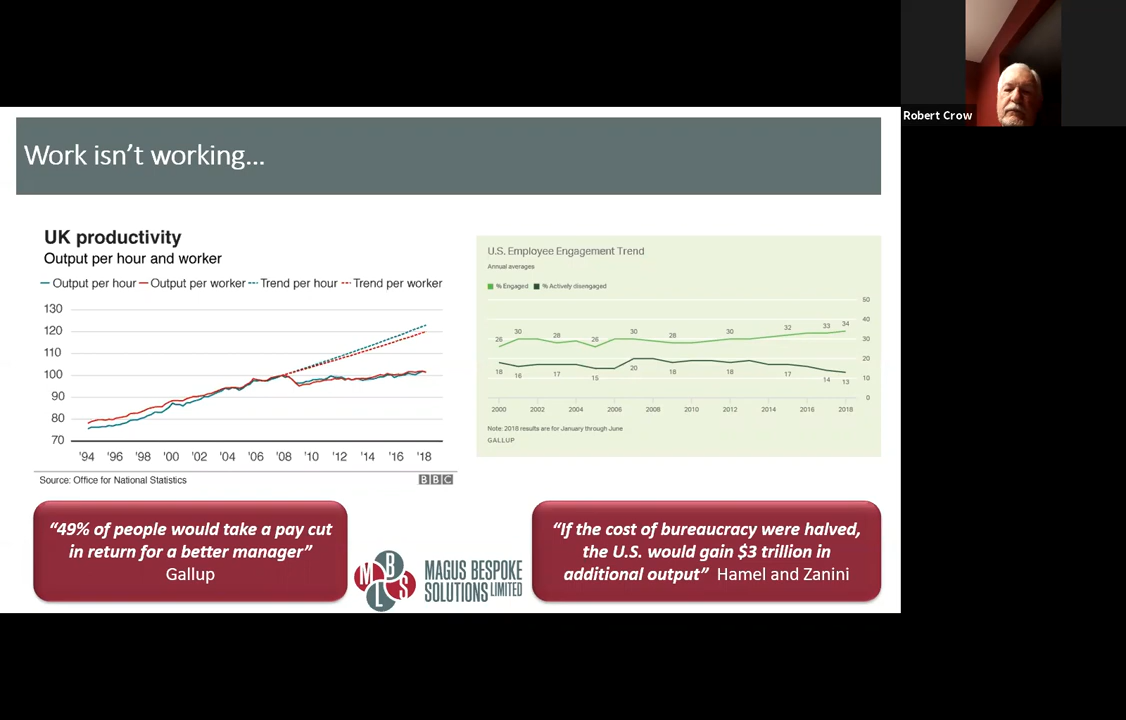 Robert Crow
Work isn't working...
UK productivity
Output per hour and worker
Output per hour Output per worker Trend per hour Trend per worker
130
120
110
100
90
80
70
'94 '96 '98 '00 '02 '04 '06 '08 '10 '12 '14 '16 '18
Source: Office for National Statistics
BBC
U.S. Employee Engagement Trend
Annual averages
% Engaged % Actively disengaged
50
40
30
20
10
0
26 30 28 26 30 28 30 32 33 34
18 16 17 15 20 18 18 17 14 13
2000 2002 2004 2006 2008 2010 2012 2014 2016 2018
Note: 2018 results are for January through June
GALLUP
“49% of people would take a pay cut
in return for a better manager”
Gallup
MBLS
MAGUS BESPOKE
SOLUTIONS LIMITED
“If the cost of bureaucracy were halved,
the U.S. would gain $3 trillion in
additional output” Hamel and Zanini